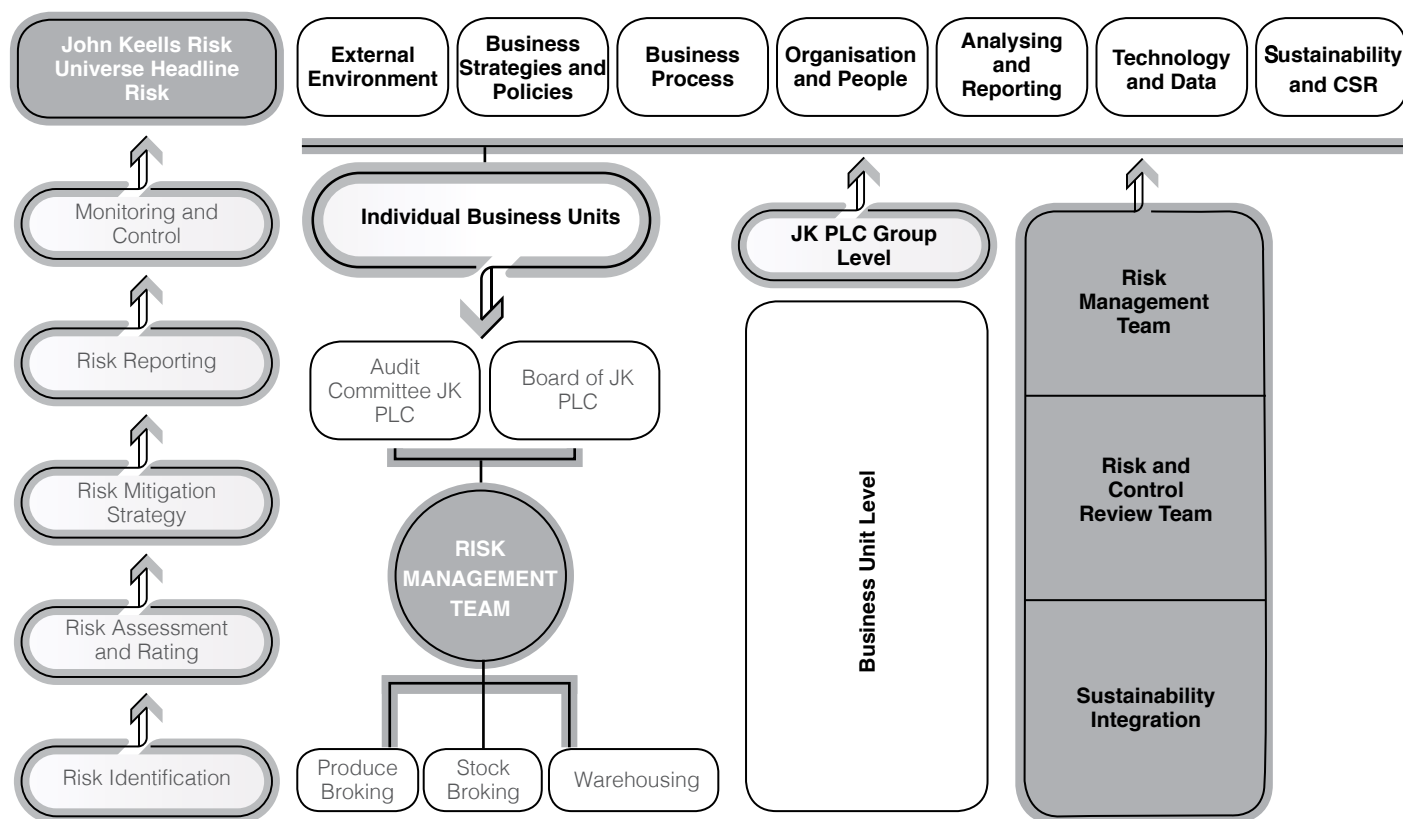 John Keells Risk
Universe Headline
Risk
External
Environment
Business
Strategies and
Policies
Business
Process
Organisation
and People
Analysing
and
Reporting
Technology
and Data
Sustainability
and CSR
Monitoring and
Control
Risk Reporting
Risk Mitigation
Strategy
Risk Assessment
and Rating
Risk Identification
Individual Business Units
Audit
Committee JK
PLC
Board of JK
PLC
RISK
MANAGEMENT
TEAM
Produce
Broking
Stock
Broking
Warehousing
JK PLC Group
Level
Business Unit Level
Risk
Management
Team
Risk and
Control
Review Team
Sustainability
Integration